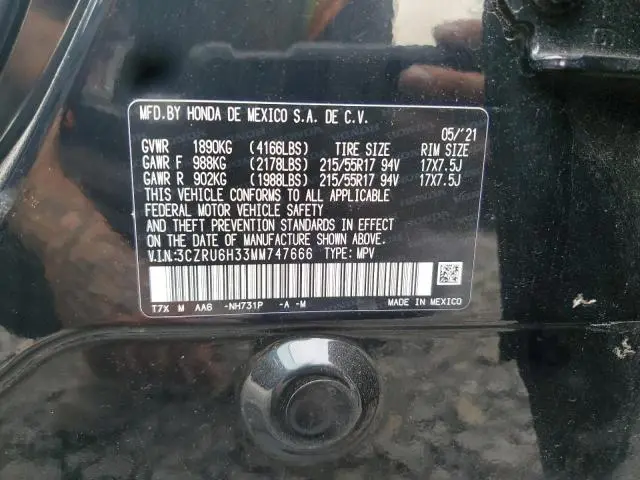 MFD.BY HONDA DE MEXICO S.A. DE C.V.
05/'21
GVWR 1890KG (4166LBS) TIRE SIZE RIM SIZE
GAWR F 988KG (2178LBS) 215/55R17 94V 17X7.5J
GAWR R 902KG (1988LBS) 215/55R17 94V 17X7.5J
THIS VEHICLE CONFORMS TO ALL APPLICABLE
FEDERAL MOTOR VEHICLE SAFETY
AND THEFT PREVENTION STANDARDS IN EFFECT
ON THE DATE OF MANUFACTURE SHOWN ABOVE.
V.I.N:3CZRU6H33MM747666 TYPE: MPV
T7X M AA6 -NH731P -A -M MADE IN MEXICO